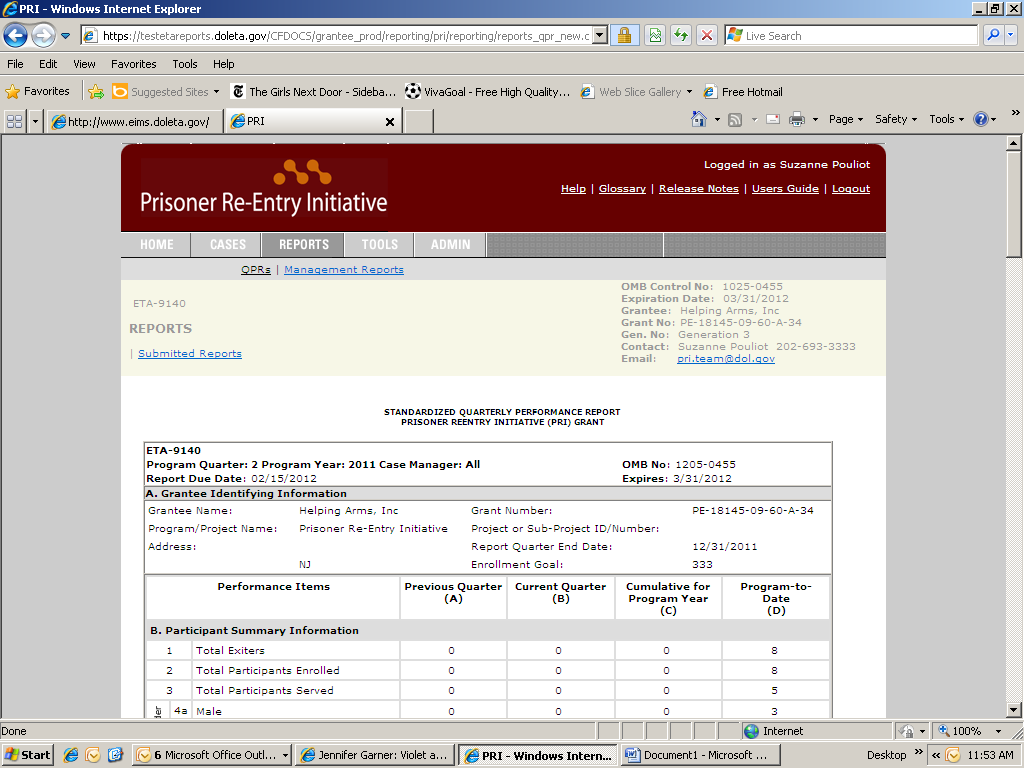 PRI - Windows Internet Explorer
https://testetareports.doleta.gov/CFDOCS/grantee_prod/reporting/pri/reporting/reports_qpr_new.c
Live Search
File Edit View Favorites Tools Help
Favorites Suggested Sites The Girls Next Door - Sideba... VivaGoal - Free High Quality,... Web Slice Gallery Free Hotmail
http://www.eims.doleta.gov/ PRI Page Safety Tools
Logged in as Suzanne Pouliot
Help | Glossary | Release Notes | Users Guide | Logout
Prisoner Re-Entry Initiative
HOME CASES REPORTS TOOLS ADMIN
QPRs | Management Reports
ETA-9140
REPORTS
| Submitted Reports
OMB Control No: 1025-0455
Expiration Date: 03/31/2012
Grantee: Helping Arms, Inc
Grant No: PE-18145-09-60-A-34
Gen. No: Generation 3
Contact: Suzanne Pouliot 202-693-3333
Email: pri.team@dol.gov
STANDARDIZED QUARTERLY PERFORMANCE REPORT
PRISONER REENTRY INITIATIVE (PRI) GRANT
ETA-9140
Program Quarter: 2 Program Year: 2011 Case Manager: All OMB No: 1205-0455
Report Due Date: 02/15/2012 Expires: 3/31/2012
A. Grantee Identifying Information
Grantee Name: Helping Arms, Inc Grant Number: PE-18145-09-60-A-34
Program/Project Name: Prisoner Re-Entry Initiative Project or Sub-Project ID/Number:
Address: Report Quarter End Date: 12/31/2011
NJ Enrollment Goal: 333
Performance Items Previous Quarter (A) Current Quarter (B) Cumulative for Program Year (C) Program-to-Date (D)
B. Participant Summary Information
1 Total Exiters 0 0 0 8
2 Total Participants Enrolled 0 0 0 8
3 Total Participants Served 0 0 0 5
4a Male 0 0 0 3
Done Internet 100%
Start 6 Microsoft Office Outl... Jennifer Garner: Violet a... PRI - Windows Intern... Document1 - Microsoft ... Desktop 11:53 AM